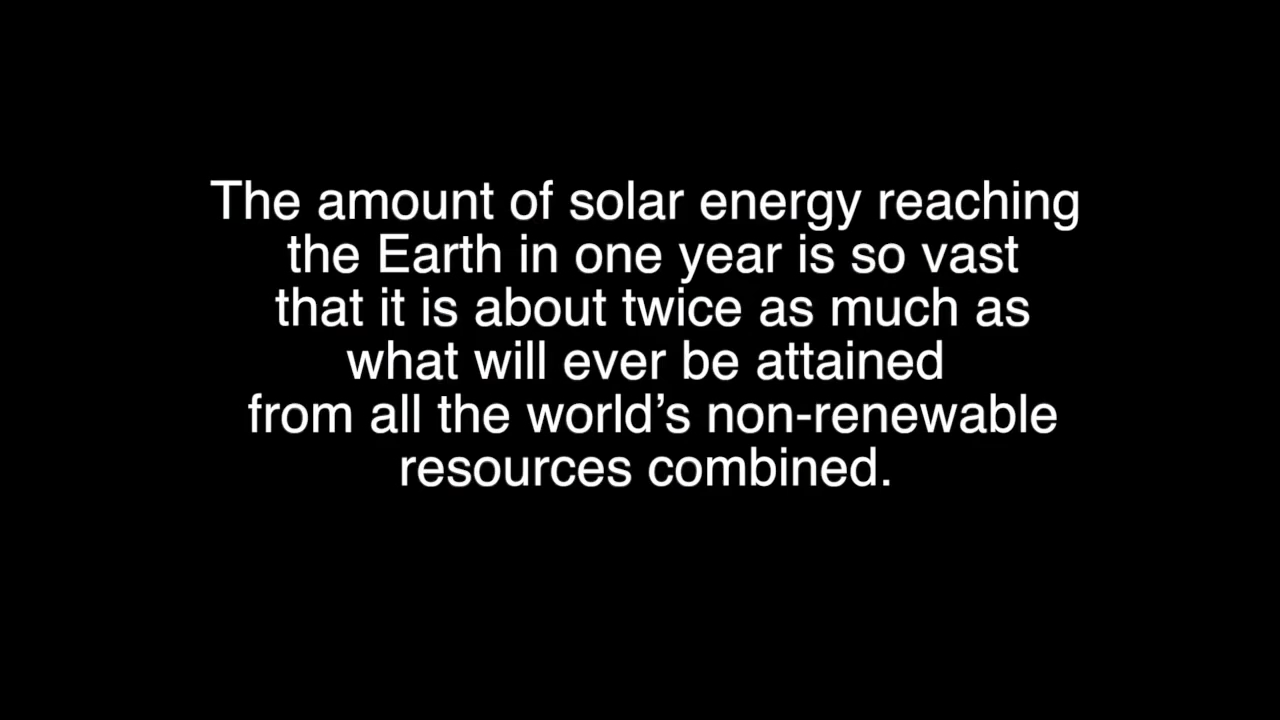 The amount of solar energy reaching
the Earth in one year is so vast
that it is about twice as much as
what will ever be attained
from all the world’s non-renewable
resources combined.